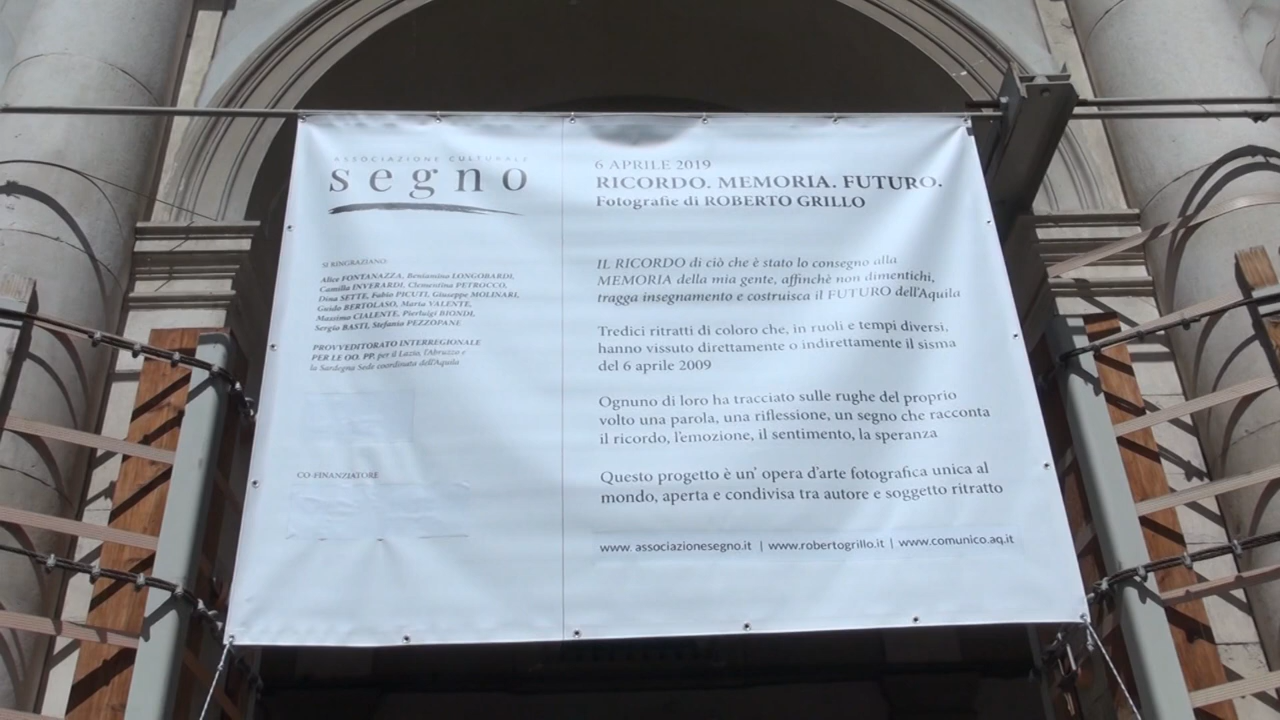 ASSOCIAZIONE CULTURALE
segno
SI RINGRAZIANO:
Alice FONTANAZZA, Beniamino LONGOBARDI,
Camilla INVERARDI, Clementina PETROCCO,
Dina SETTE, Fabio PICUTI, Giuseppe MOLINARI,
Guido BERTOLASO, Marta VALENTE,
Massimo CIALENTE, Pierluigi BIONDI,
Sergio BASTI, Stefania PEZZOPANE
PROVVEDITORATO INTERREGIONALE
PER LE OO. PP. per il Lazio, l'Abruzzo e
la Sardegna Sede coordinata dell'Aquila
CO-FINANZIATORE
6 APRILE 2019
RICORDO. MEMORIA. FUTURO.
Fotografie di ROBERTO GRILLO
IL RICORDO di ciò che è stato lo consegno alla
MEMORIA della mia gente, affinchè non dimentichi,
tragga insegnamento e costruisca il FUTURO dell'Aquila
Tredici ritratti di coloro che, in ruoli e tempi diversi,
hanno vissuto direttamente o indirettamente il sisma
del 6 aprile 2009
Ognuno di loro ha tracciato sulle rughe del proprio
volto una parola, una riflessione, un segno che racconta
il ricordo, l'emozione, il sentimento, la speranza
Questo progetto è un' opera d'arte fotografica unica al
mondo, aperta e condivisa tra autore e soggetto ritratto
www. associazionesegno.it | www.robertogrillo.it | www.comunico.aq.it